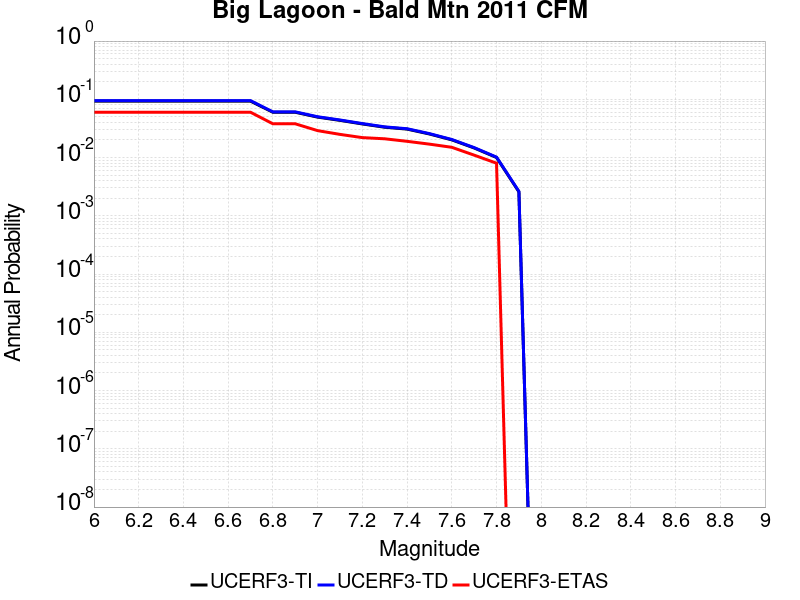 Big Lagoon - Bald Mtn 2011 CFM
10^0
10^-1
10^-2
10^-3
10^-4
10^-5
10^-6
10^-7
10^-8
Annual Probability
6 6.2 6.4 6.6 6.8 7 7.2 7.4 7.6 7.8 8 8.2 8.4 8.6 8.8 9
Magnitude
UCERF3-TI UCERF3-TD UCERF3-ETAS